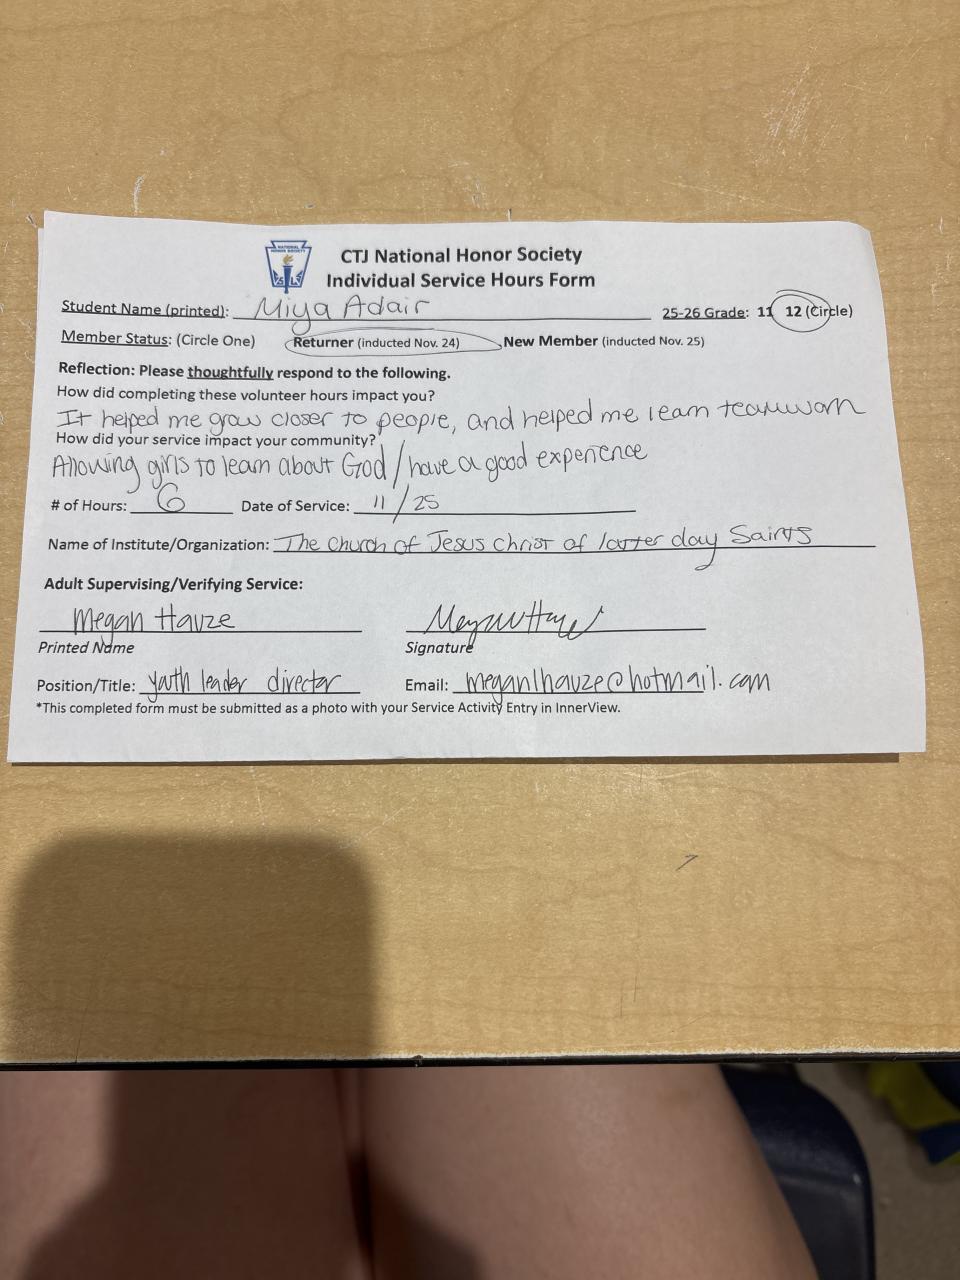 NATIONAL
HONOR SOCIETY
CTJ National Honor Society
Individual Service Hours Form
Student Name (printed): Miya Adair 25-26 Grade: 11 12 (Circle)
Member Status: (Circle One) Returner (inducted Nov. 24) New Member (inducted Nov. 25)
Reflection: Please thoughtfully respond to the following.
How did completing these volunteer hours impact you?
It helped me grow closer to people, and helped me learn teamwork
How did your service impact your community?
Allowing girls to learn about God / have a good experience
# of Hours: 6 Date of Service: 11 / 25
Name of Institute/Organization: The Church of Jesus Christ of latter day Saints
Adult Supervising/Verifying Service:
Megan Hauze
Printed Name Signature
Position/Title: youth leader director Email: meganlhauze@hotmail.com
*This completed form must be submitted as a photo with your Service Activity Entry in InnerView.